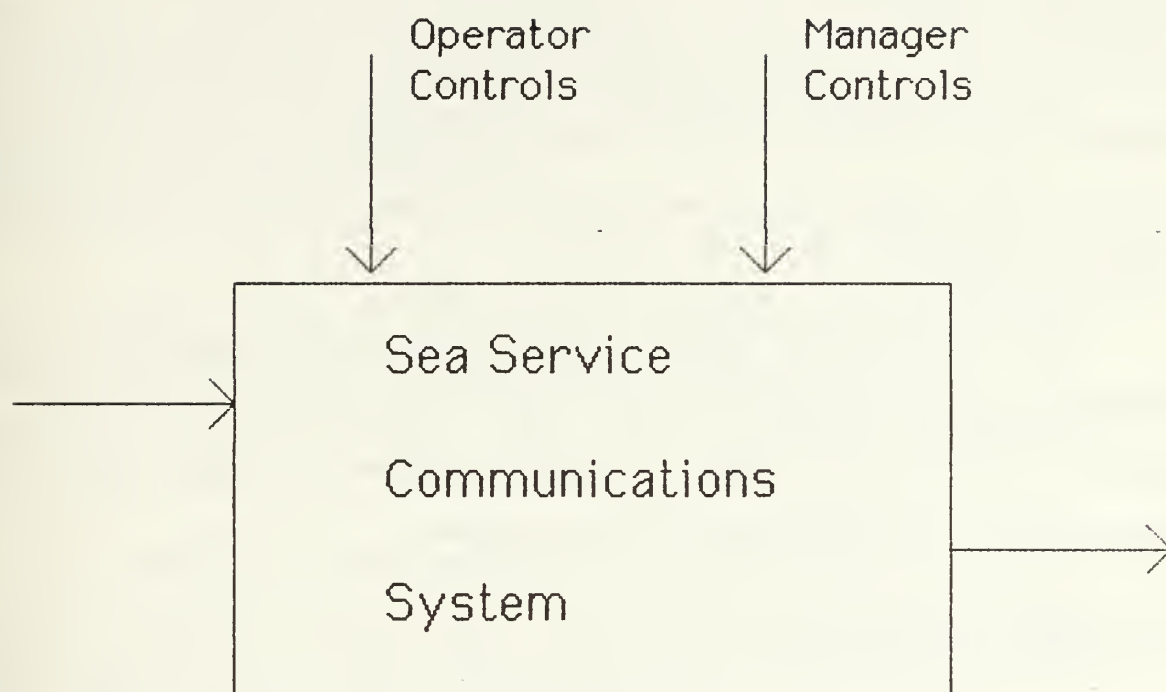 Operator
Controls
Manager
Controls
Sea Service
Communications
System